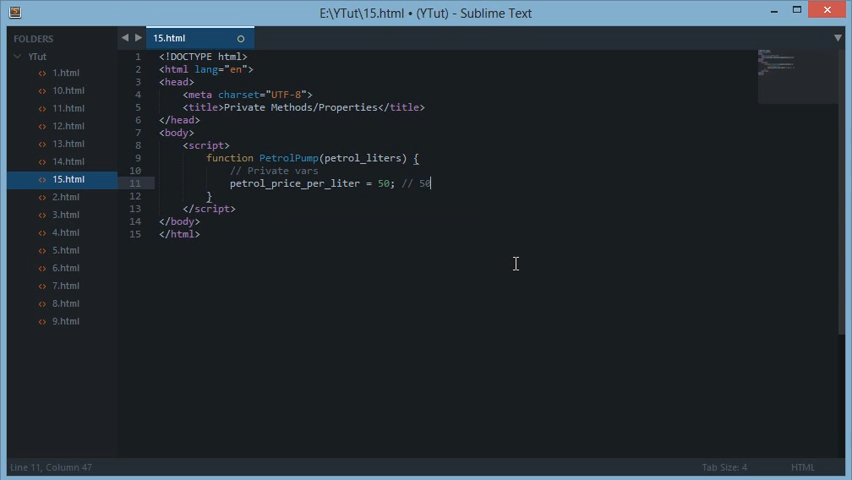 E:\YTut\15.html • (YTut) - Sublime Text
FOLDERS
YTut
<> 1.html
<> 10.html
<> 11.html
<> 12.html
<> 13.html
<> 14.html
<> 15.html
<> 2.html
<> 3.html
<> 4.html
<> 5.html
<> 6.html
<> 7.html
<> 8.html
<> 9.html
15.html
1 <!DOCTYPE html>
2 <html lang="en">
3 <head>
4 <meta charset="UTF-8">
5 <title>Private Methods/Properties</title>
6 </head>
7 <body>
8 <script>
9 function PetrolPump(petrol_liters) {
10 // Private vars
11 petrol_price_per_liter = 50; // 50
12 }
13 </script>
14 </body>
15 </html>
Line 11, Column 47
Tab Size: 4
HTML